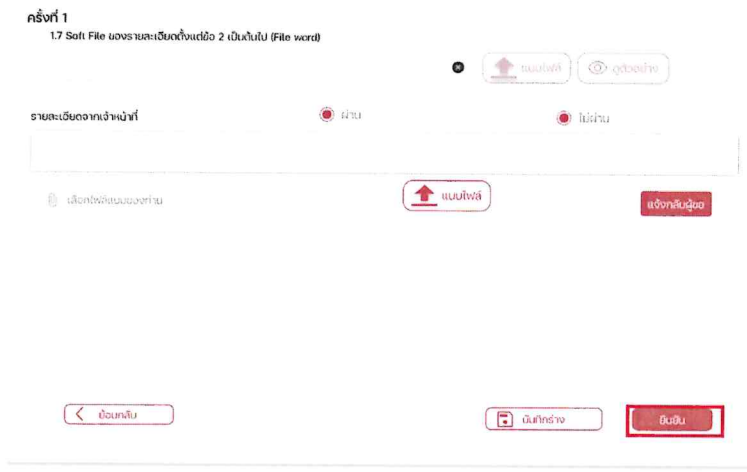 ครั้งที่ 1
1.7 Soft File ของรายละเอียดตั้งแต่ข้อ 2 เป็นต้นไป (File word)
แนบไฟล์
ดูตัวอย่าง
รายละเอียดจากเจ้าหน้าที่
ผ่าน
ไม่ผ่าน
เลือกไฟล์แนบของท่าน
แนบไฟล์
แจ้งกลับผู้ขอ
ย้อนกลับ
บันทึกร่าง
ยืนยัน